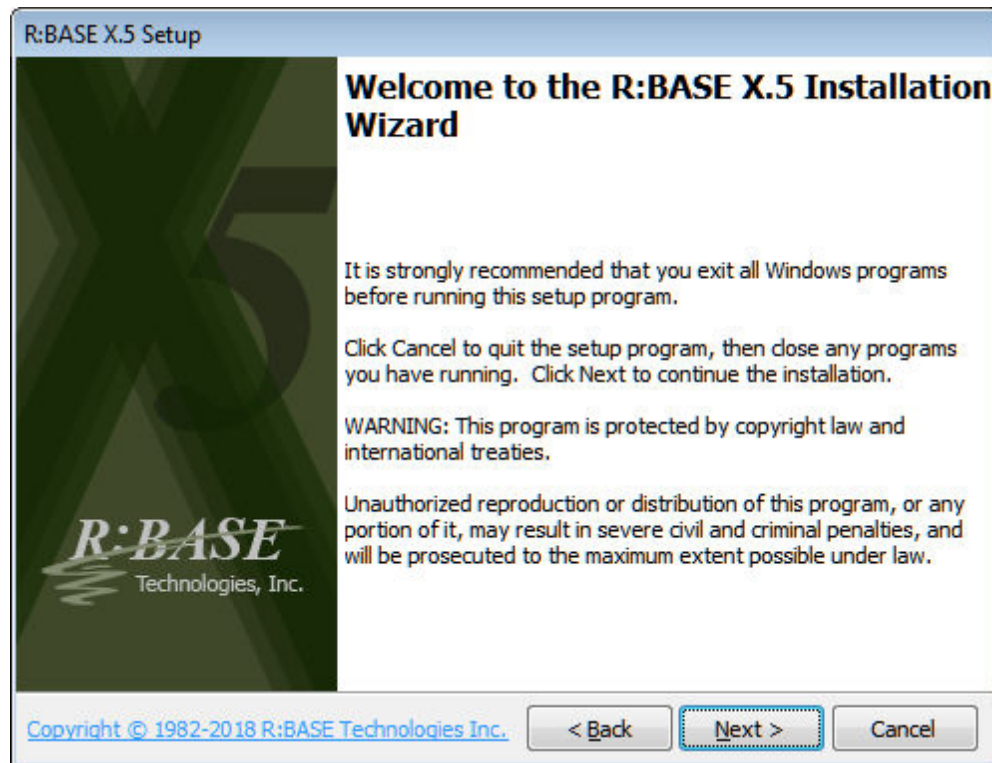 R:BASE X.5 Setup
Welcome to the R:BASE X.5 Installation
Wizard
It is strongly recommended that you exit all Windows programs
before running this setup program.
Click Cancel to quit the setup program, then close any programs
you have running.  Click Next to continue the installation.
WARNING: This program is protected by copyright law and
international treaties.
Unauthorized reproduction or distribution of this program, or any
portion of it, may result in severe civil and criminal penalties, and
will be prosecuted to the maximum extent possible under law.
X
5
R:BASE
Technologies, Inc.
Copyright © 1982-2018 R:BASE Technologies Inc.
< Back
Next >
Cancel